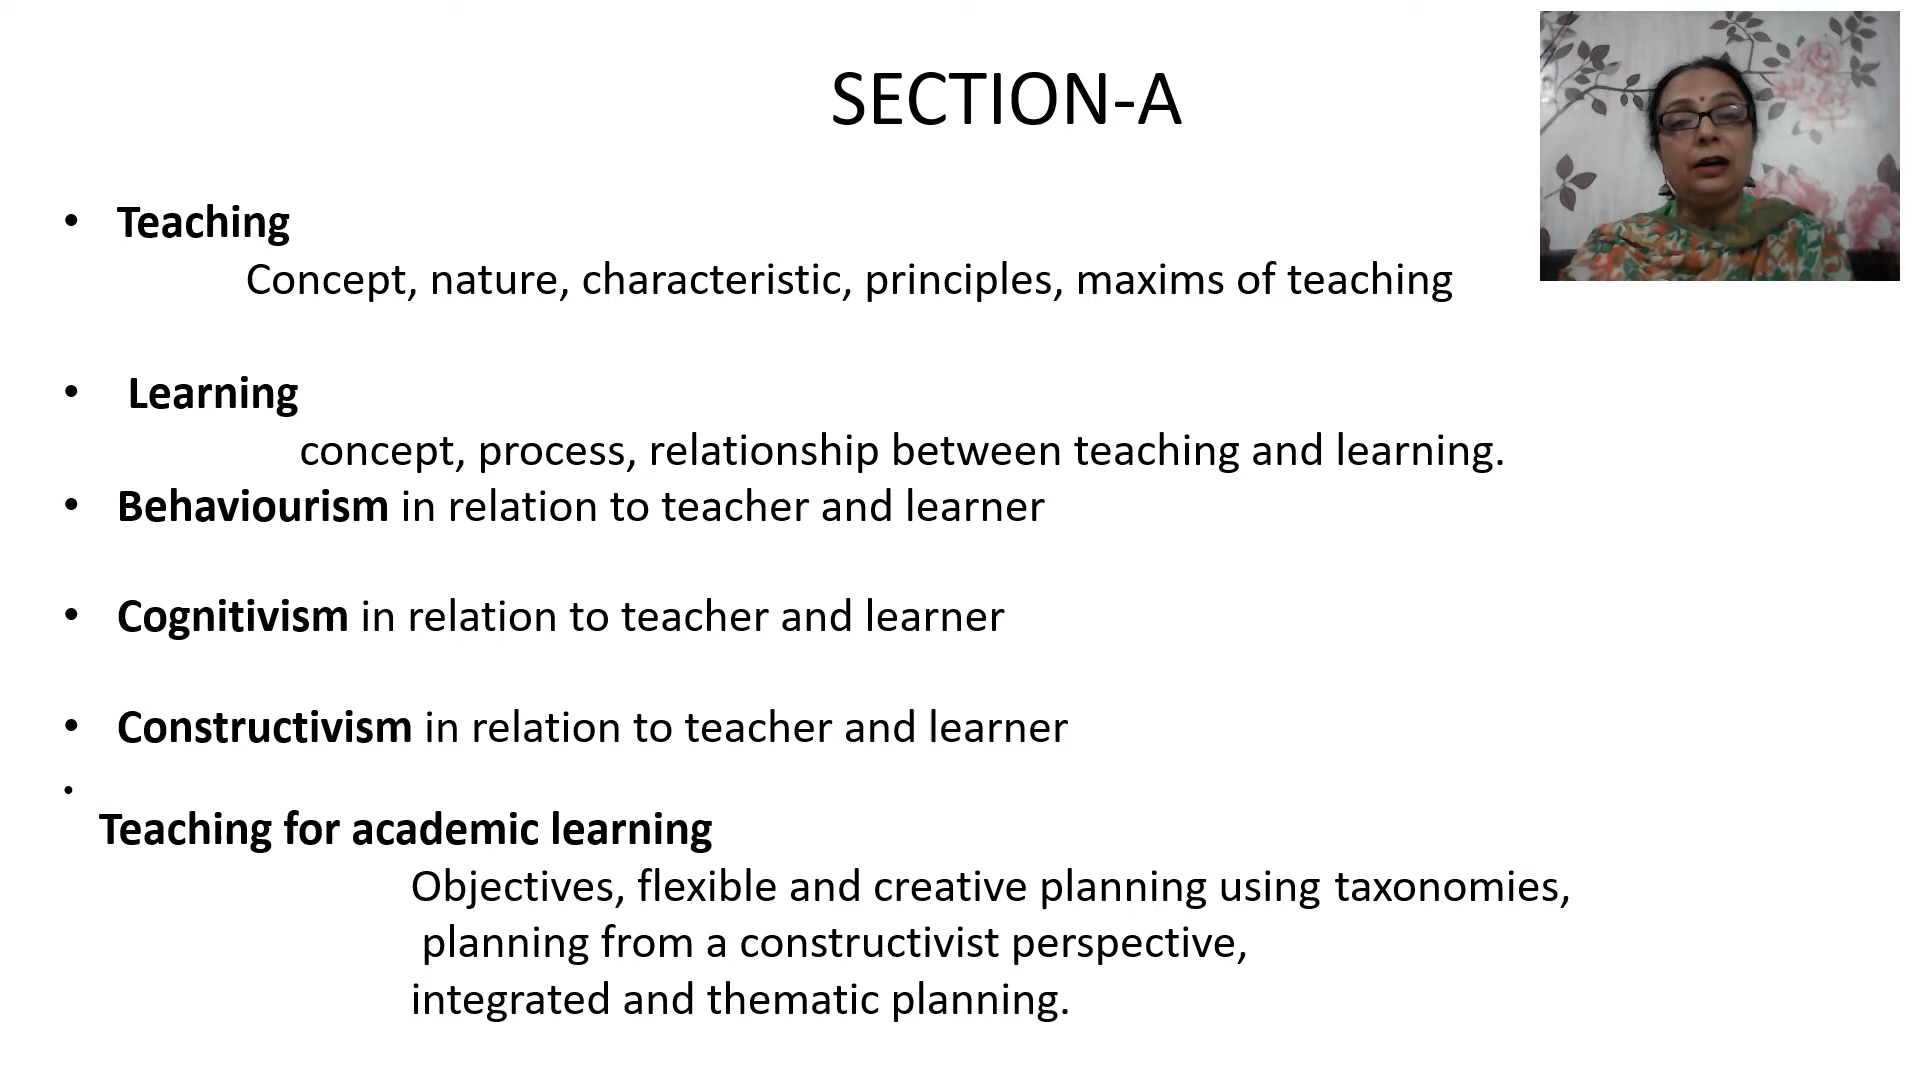 SECTION-A
• Teaching
Concept, nature, characteristic, principles, maxims of teaching
• Learning
concept, process, relationship between teaching and learning.
• Behaviourism in relation to teacher and learner
• Cognitivism in relation to teacher and learner
• Constructivism in relation to teacher and learner
•
Teaching for academic learning
Objectives, flexible and creative planning using taxonomies,
planning from a constructivist perspective,
integrated and thematic planning.